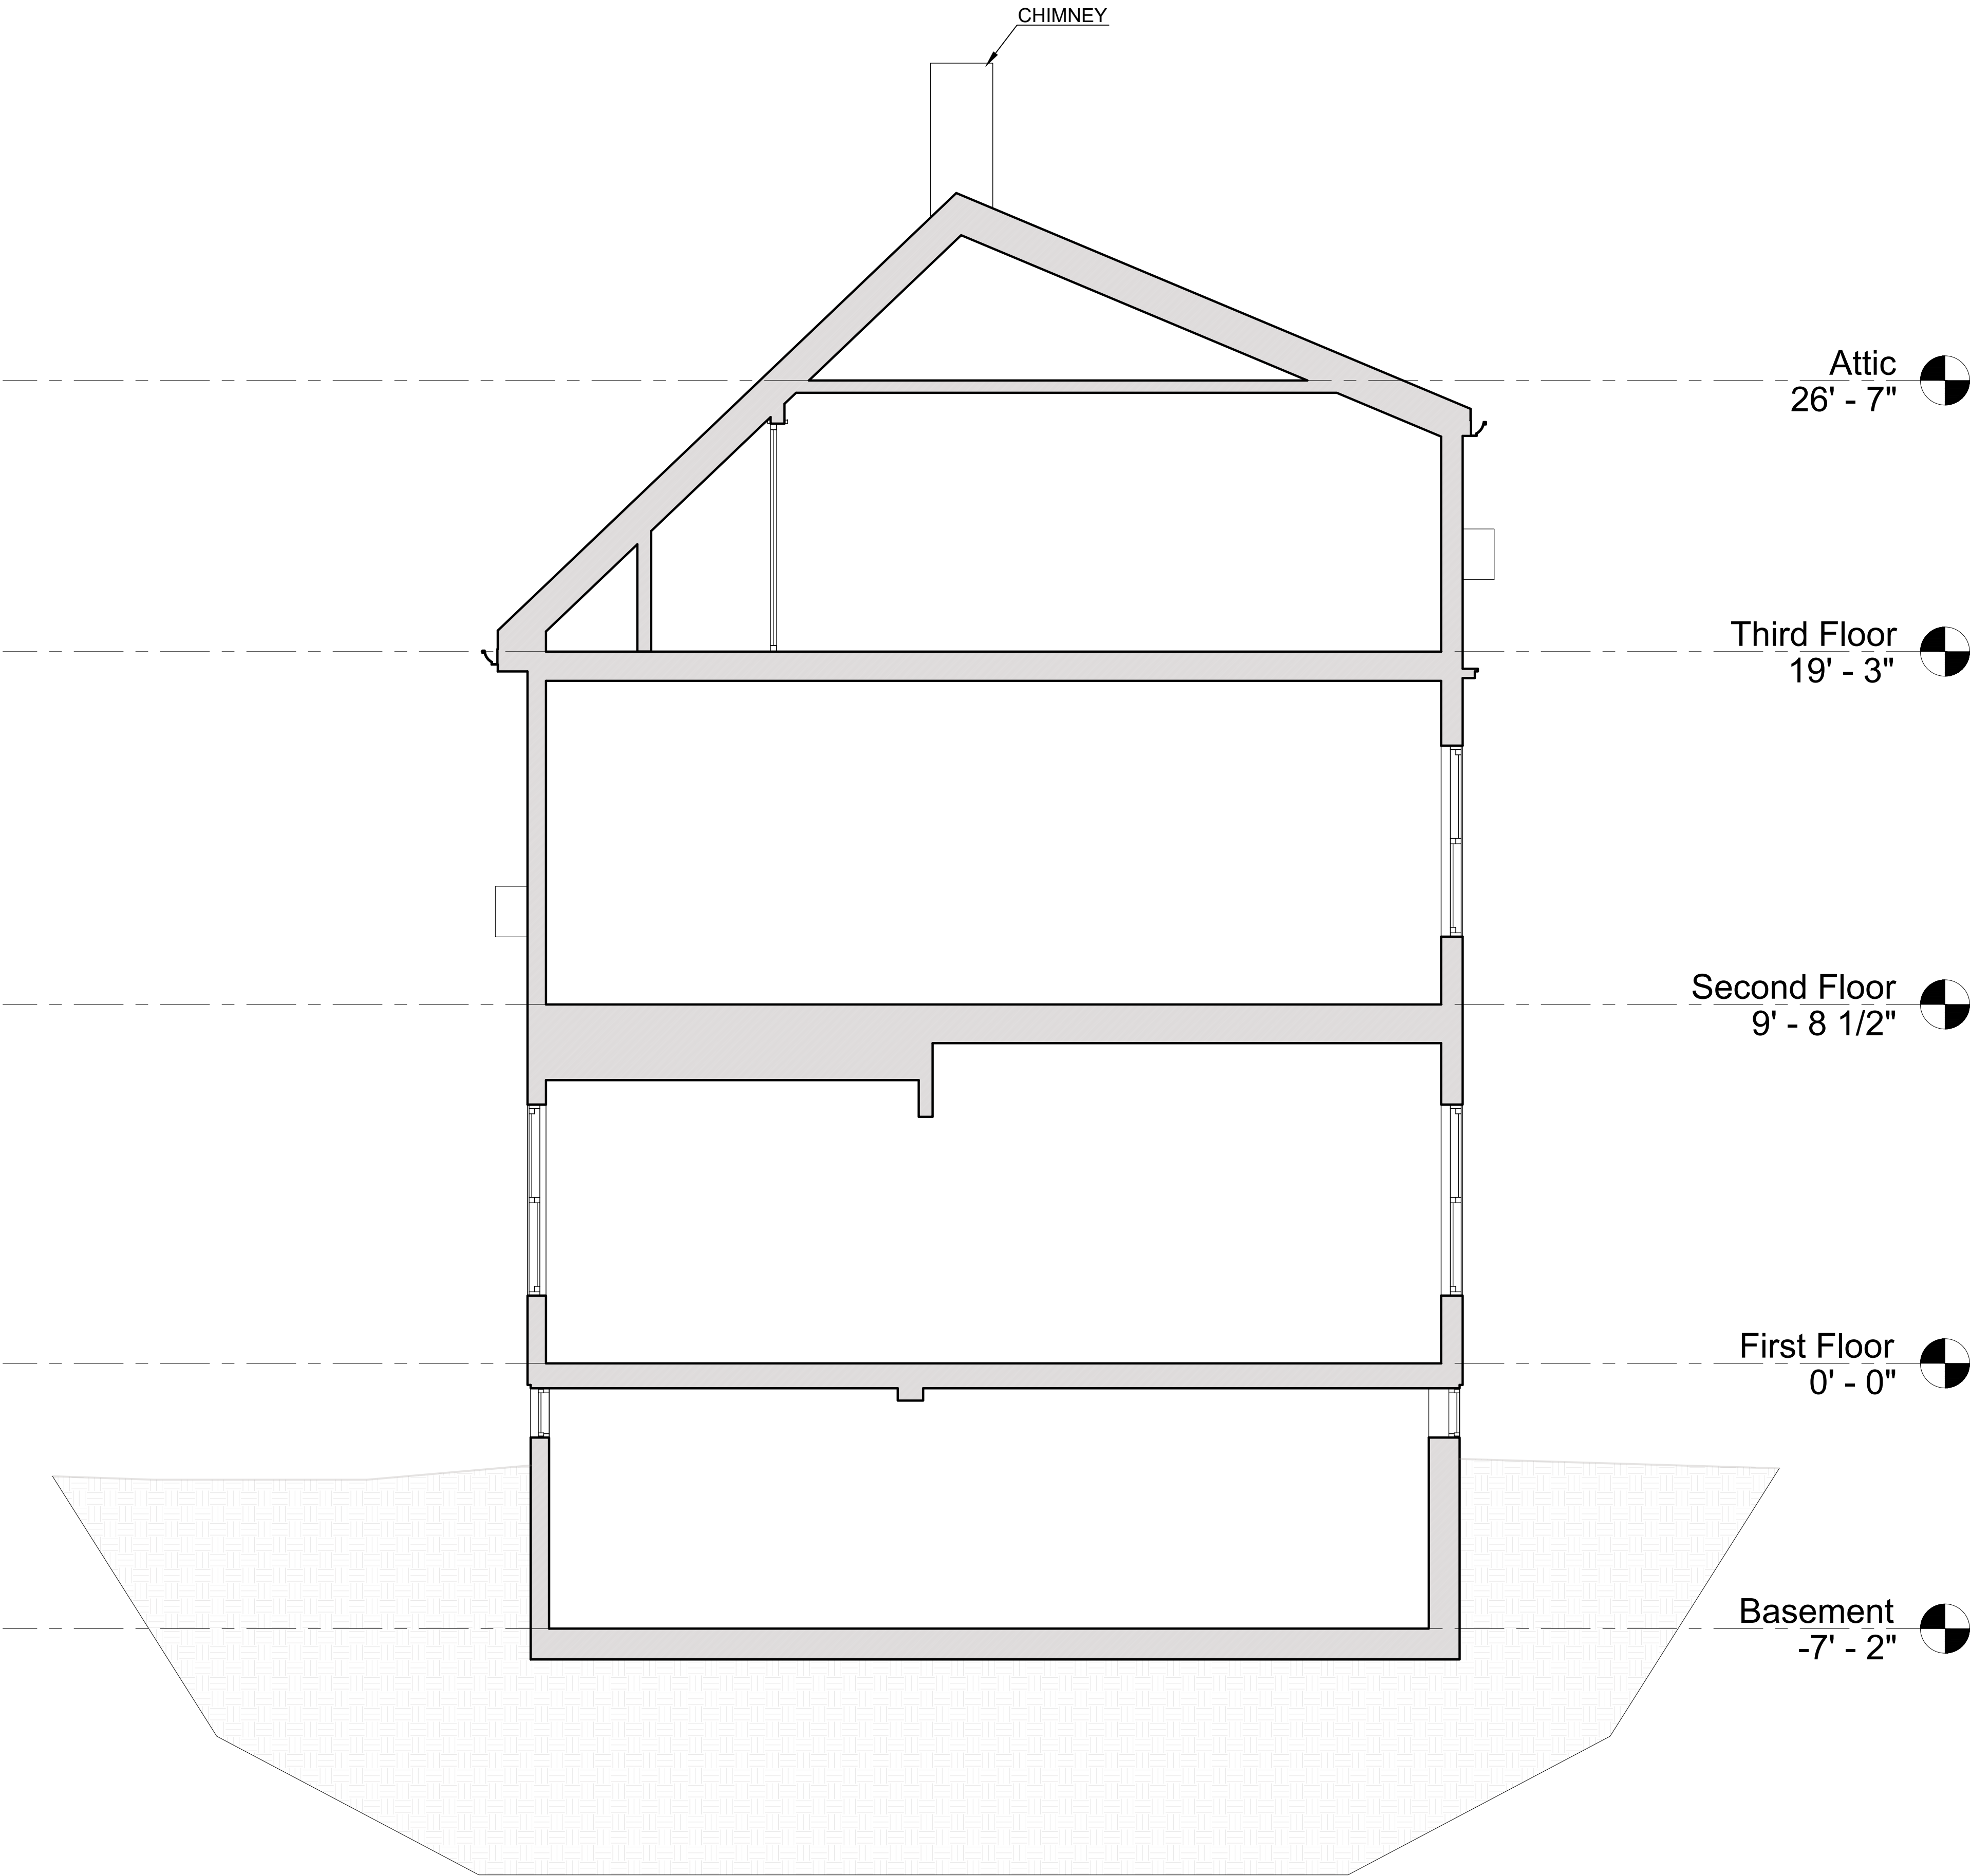 CHIMNEY
Attic
26' - 7"
Third Floor
19' - 3"
Second Floor
9' - 8 1/2"
First Floor
0' - 0"
Basement
-7' - 2"